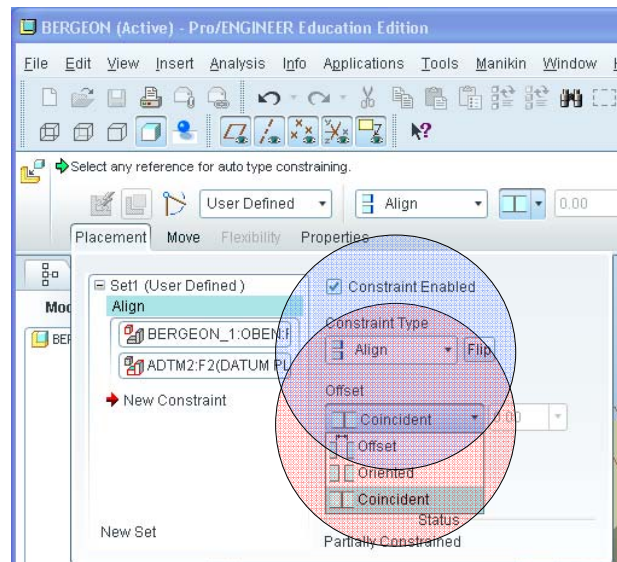 BERGEON (Active) - Pro/ENGINEER Education Edition
File Edit View Insert Analysis Info Applications Tools Manikin Window
Select any reference for auto type constraining.
User Defined Align 0.00
Placement Move Flexibility Properties
Set1 (User Defined ) Constraint Enabled
Align
BERGEON_1:OBEN:F Constraint Type
Align Flip
ADTM2:F2(DATUM PL
New Constraint Offset
Coincident 0.00
Offset
Oriented
Coincident
Status
New Set
Partially Constrained
Mod
BER